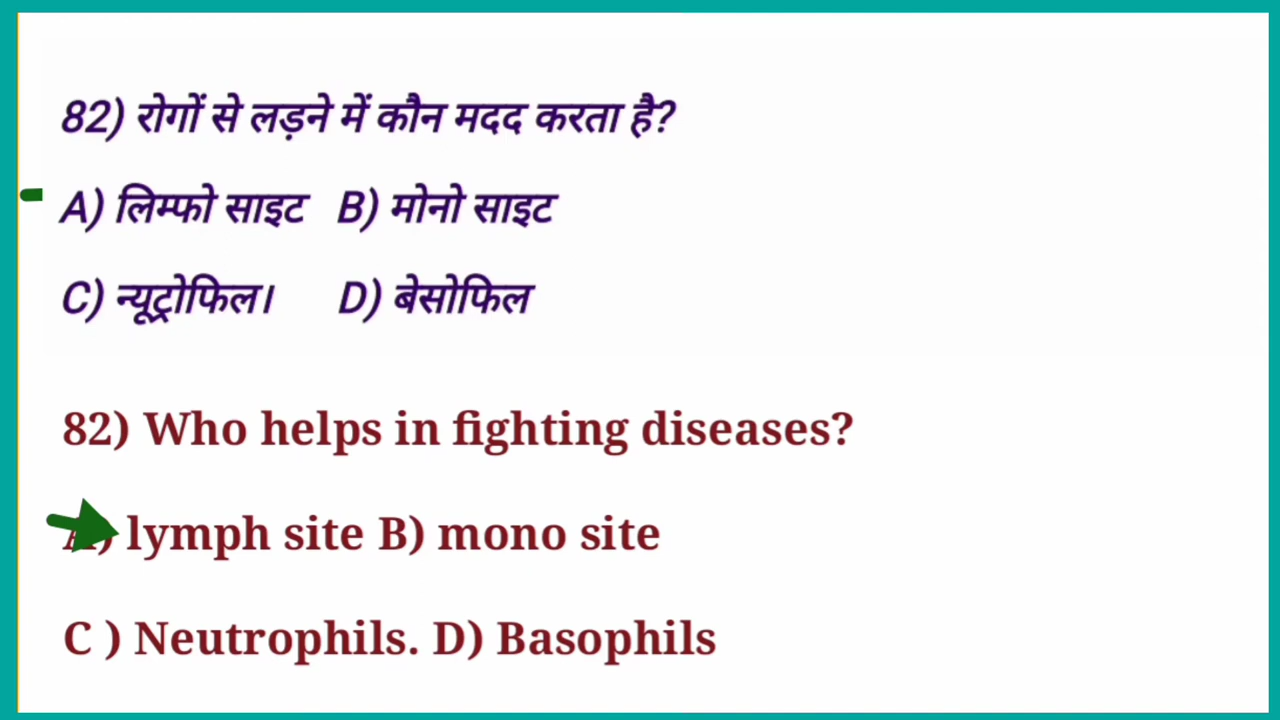 82) रोगों से लड़ने में कौन मदद करता है?
A) लिम्फो साइट B) मोनो साइट
C) न्यूट्रोफिल। D) बेसोफिल
82) Who helps in fighting diseases?
A) lymph site B) mono site
C ) Neutrophils. D) Basophils